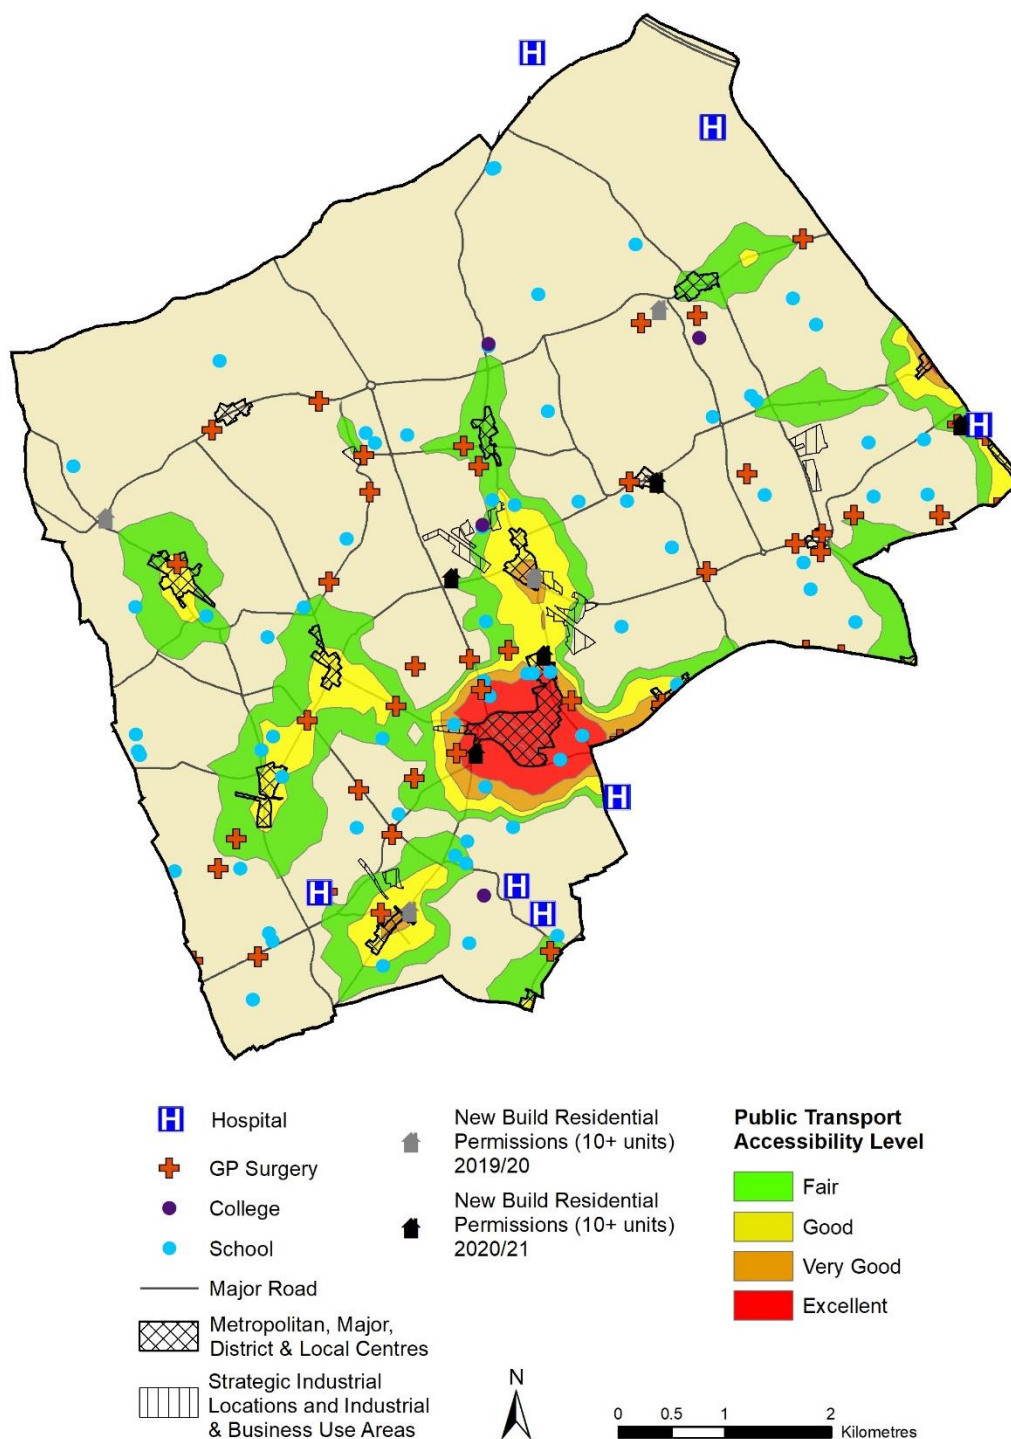 H
H
H
H
H
H
H
H Hospital
GP Surgery
College
School
Major Road
Metropolitan, Major,
District & Local Centres
Strategic Industrial
Locations and Industrial
& Business Use Areas
New Build Residential
Permissions (10+ units)
2019/20
New Build Residential
Permissions (10+ units)
2020/21
Public Transport
Accessibility Level
Fair
Good
Very Good
Excellent
N
0 0.5 1 2
Kilometres